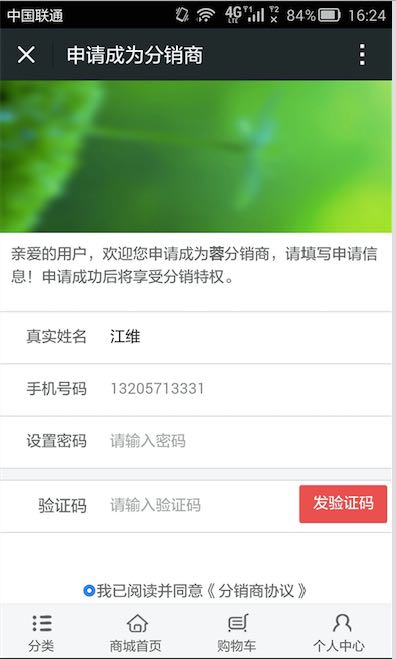 中国联通 4G LTE T1 T2 84% 16:24
申请成为分销商
亲爱的用户，欢迎您申请成为蓉分销商，请填写申请信
息！申请成功后将享受分销特权。
真实姓名 江维
手机号码 13205713331
设置密码 请输入密码
验证码 请输入验证码 发验证码
我已阅读并同意《分销商协议》
分类 商城首页 购物车 个人中心